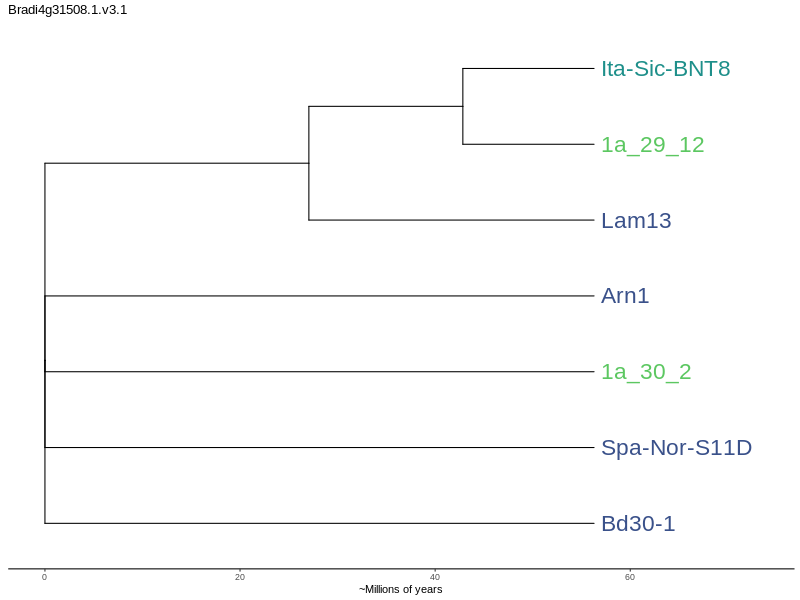 Bradi4g31508.1.v3.1
Ita-Sic-BNT8
1a_29_12
Lam13
Arn1
1a_30_2
Spa-Nor-S11D
Bd30-1
0 20 40 60
~Millions of years